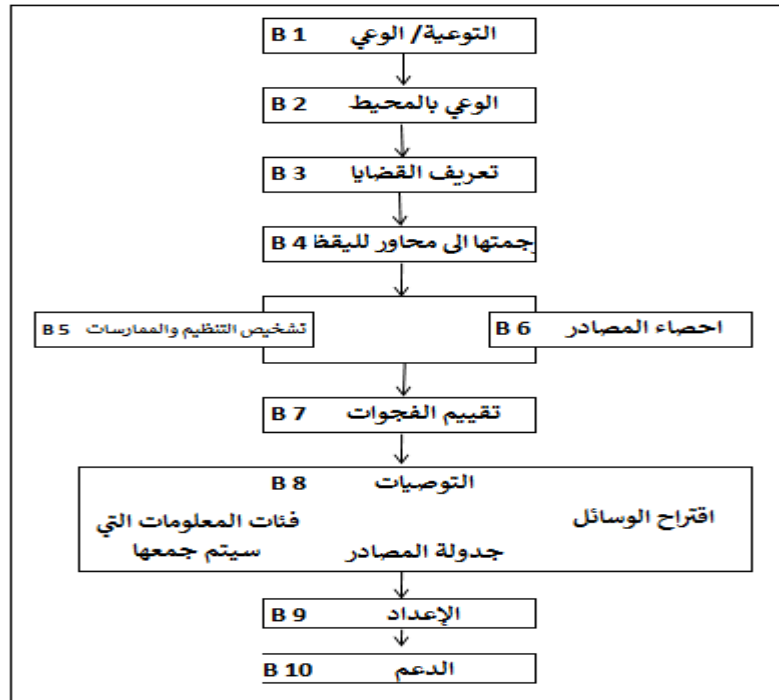 التوعية/ الوعي B 1
الوعي بالمحيط B 2
تعريف القضايا B 3
رجمتها الى محاور لليقظ B 4
احصاء المصادر B 6
تشخيص التنظيم والممارسات B 5
تقييم الفجوات B 7
التوصيات B 8
اقتراح الوسائل
فئات المعلومات التي
سيتم جمعها
جدولة المصادر
الإعداد B 9
الدعم B 10